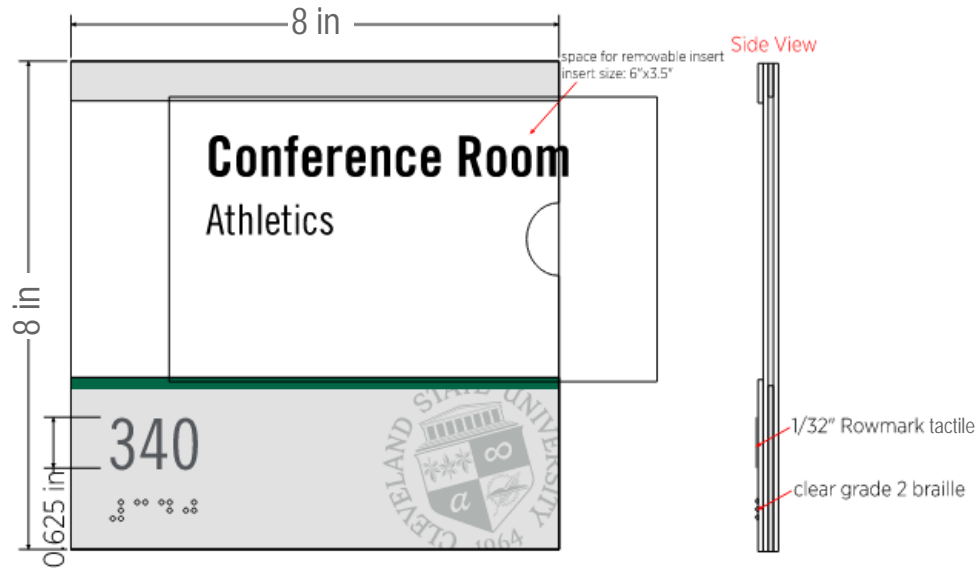 8 in
Side View
space for removable insert
insert size: 6"x3.5"
Conference Room
Athletics
8 in
340
0.625 in
CLEVELAND STATE UNIVERSITY
α
∞
1964
1/32" Rowmark tactile
clear grade 2 braille
⠼⠉⠙⠚